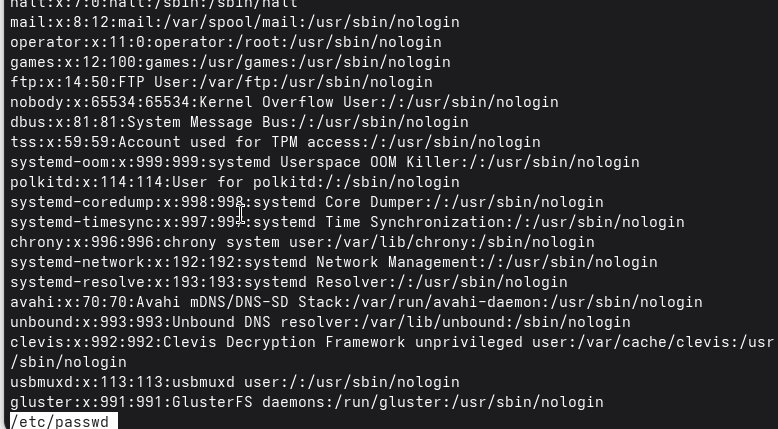 halt:x:7:0:halt:/sbin:/sbin/halt
mail:x:8:12:mail:/var/spool/mail:/usr/sbin/nologin
operator:x:11:0:operator:/root:/usr/sbin/nologin
games:x:12:100:games:/usr/games:/usr/sbin/nologin
ftp:x:14:50:FTP User:/var/ftp:/usr/sbin/nologin
nobody:x:65534:65534:Kernel Overflow User:/:/usr/sbin/nologin
dbus:x:81:81:System Message Bus:/:/usr/sbin/nologin
tss:x:59:59:Account used for TPM access:/:/usr/sbin/nologin
systemd-oom:x:999:999:systemd Userspace OOM Killer:/:/usr/sbin/nologin
polkitd:x:114:114:User for polkitd:/:/sbin/nologin
systemd-coredump:x:998:998:systemd Core Dumper:/:/usr/sbin/nologin
systemd-timesync:x:997:997:systemd Time Synchronization:/:/usr/sbin/nologin
chrony:x:996:996:chrony system user:/var/lib/chrony:/sbin/nologin
systemd-network:x:192:192:systemd Network Management:/:/usr/sbin/nologin
systemd-resolve:x:193:193:systemd Resolver:/:/usr/sbin/nologin
avahi:x:70:70:Avahi mDNS/DNS-SD Stack:/var/run/avahi-daemon:/sbin/nologin
unbound:x:993:993:Unbound DNS resolver:/var/lib/unbound:/sbin/nologin
clevis:x:992:992:Clevis Decryption Framework unprivileged user:/var/cache/clevis:/usr
/sbin/nologin
usbmuxd:x:113:113:usbmuxd user:/:/usr/sbin/nologin
gluster:x:991:991:GlusterFS daemons:/run/gluster:/usr/sbin/nologin
/etc/passwd